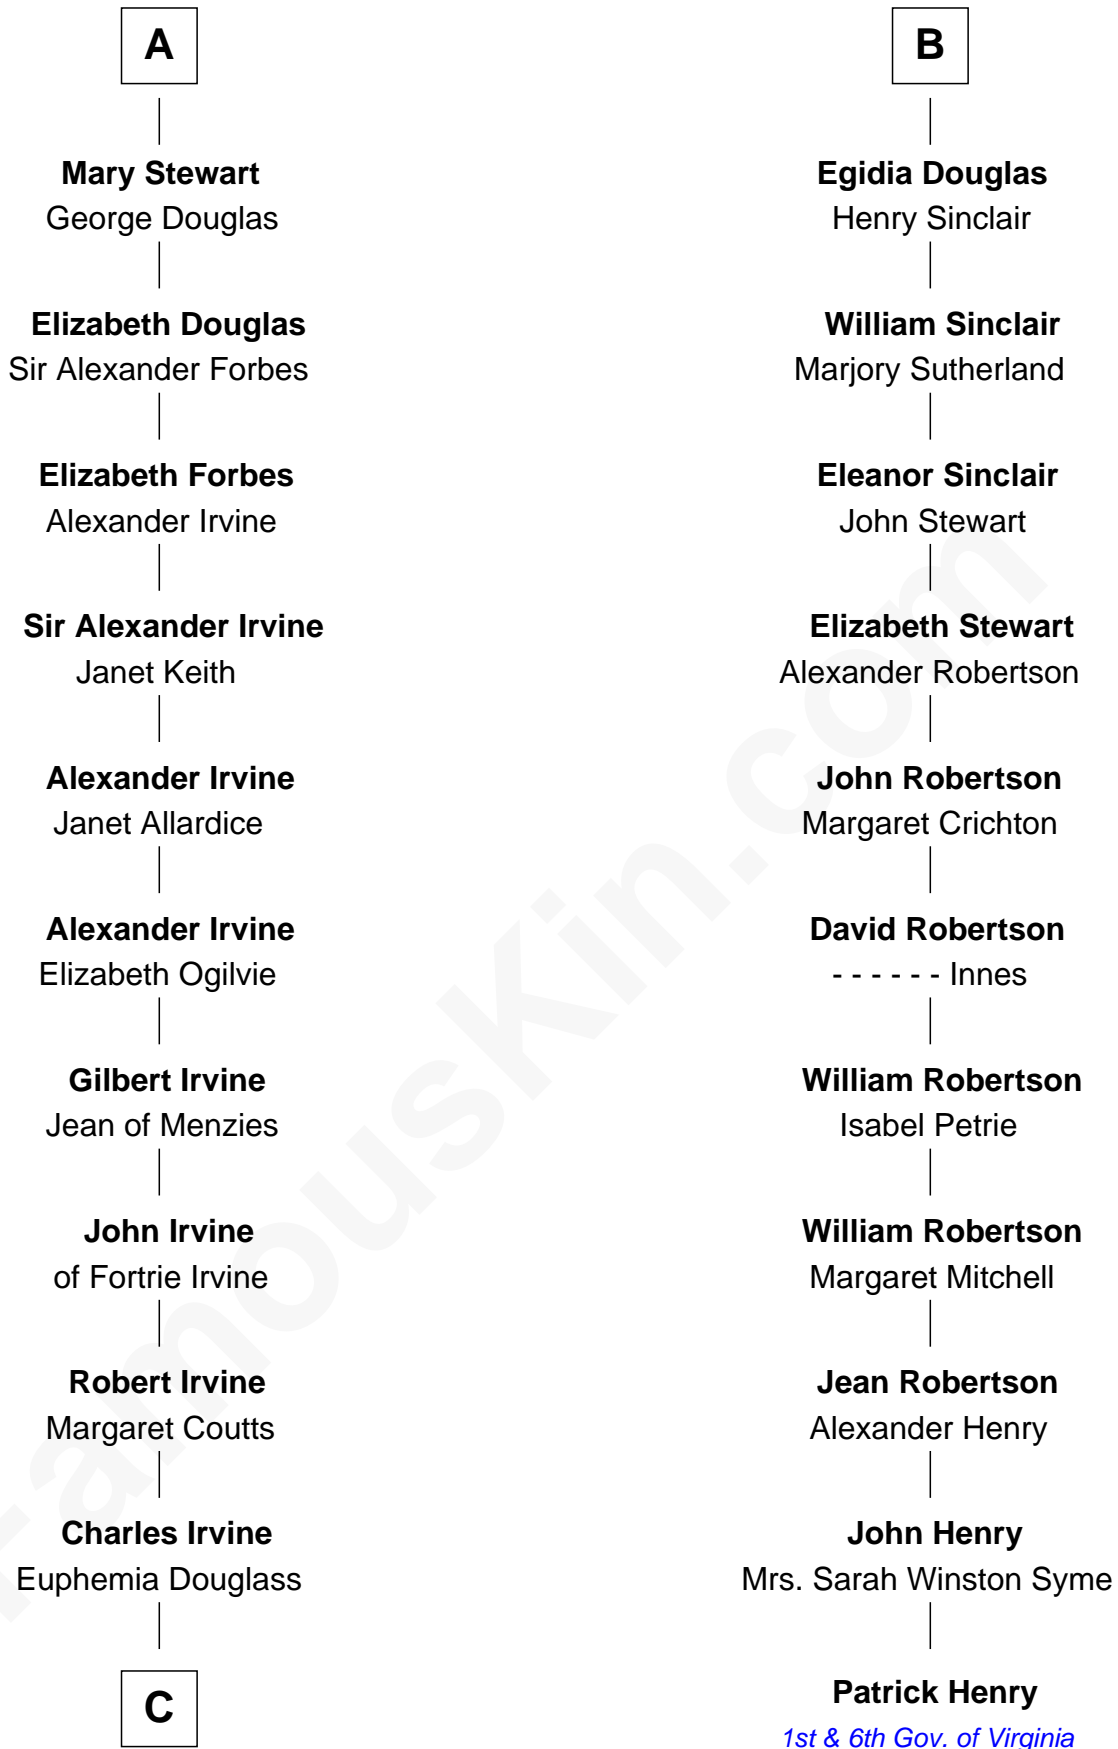 A
Mary Stewart
George Douglas
Elizabeth Douglas
Sir Alexander Forbes
Elizabeth Forbes
Alexander Irvine
Sir Alexander Irvine
Janet Keith
Alexander Irvine
Janet Allardice
Alexander Irvine
Elizabeth Ogilvie
Gilbert Irvine
Jean of Menzies
John Irvine
of Fortrie Irvine
Robert Irvine
Margaret Coutts
Charles Irvine
Euphemia Douglass
C
B
Egidia Douglas
Henry Sinclair
William Sinclair
Marjory Sutherland
Eleanor Sinclair
John Stewart
Elizabeth Stewart
Alexander Robertson
John Robertson
Margaret Crichton
David Robertson
- - - - - - Innes
William Robertson
Isabel Petrie
William Robertson
Margaret Mitchell
Jean Robertson
Alexander Henry
John Henry
Mrs. Sarah Winston Syme
Patrick Henry
1st & 6th Gov. of Virginia
FamousKin.com